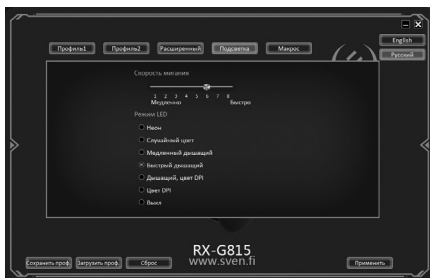 English
Русский
Профиль1 Профиль2 Расширенный Подсветка Макрос
Скорость мигания
1 2 3 4 5 6 7 8
Медленно Быстро
Режим LED
Неон
Случайный цвет
Медленный дышащий
Быстрый дышащий
Дышащий, цвет DPI
Цвет DPI
Выкл
RX-G815
www.sven.fi
Сохранить проф. Загрузить проф. Сброс Применить